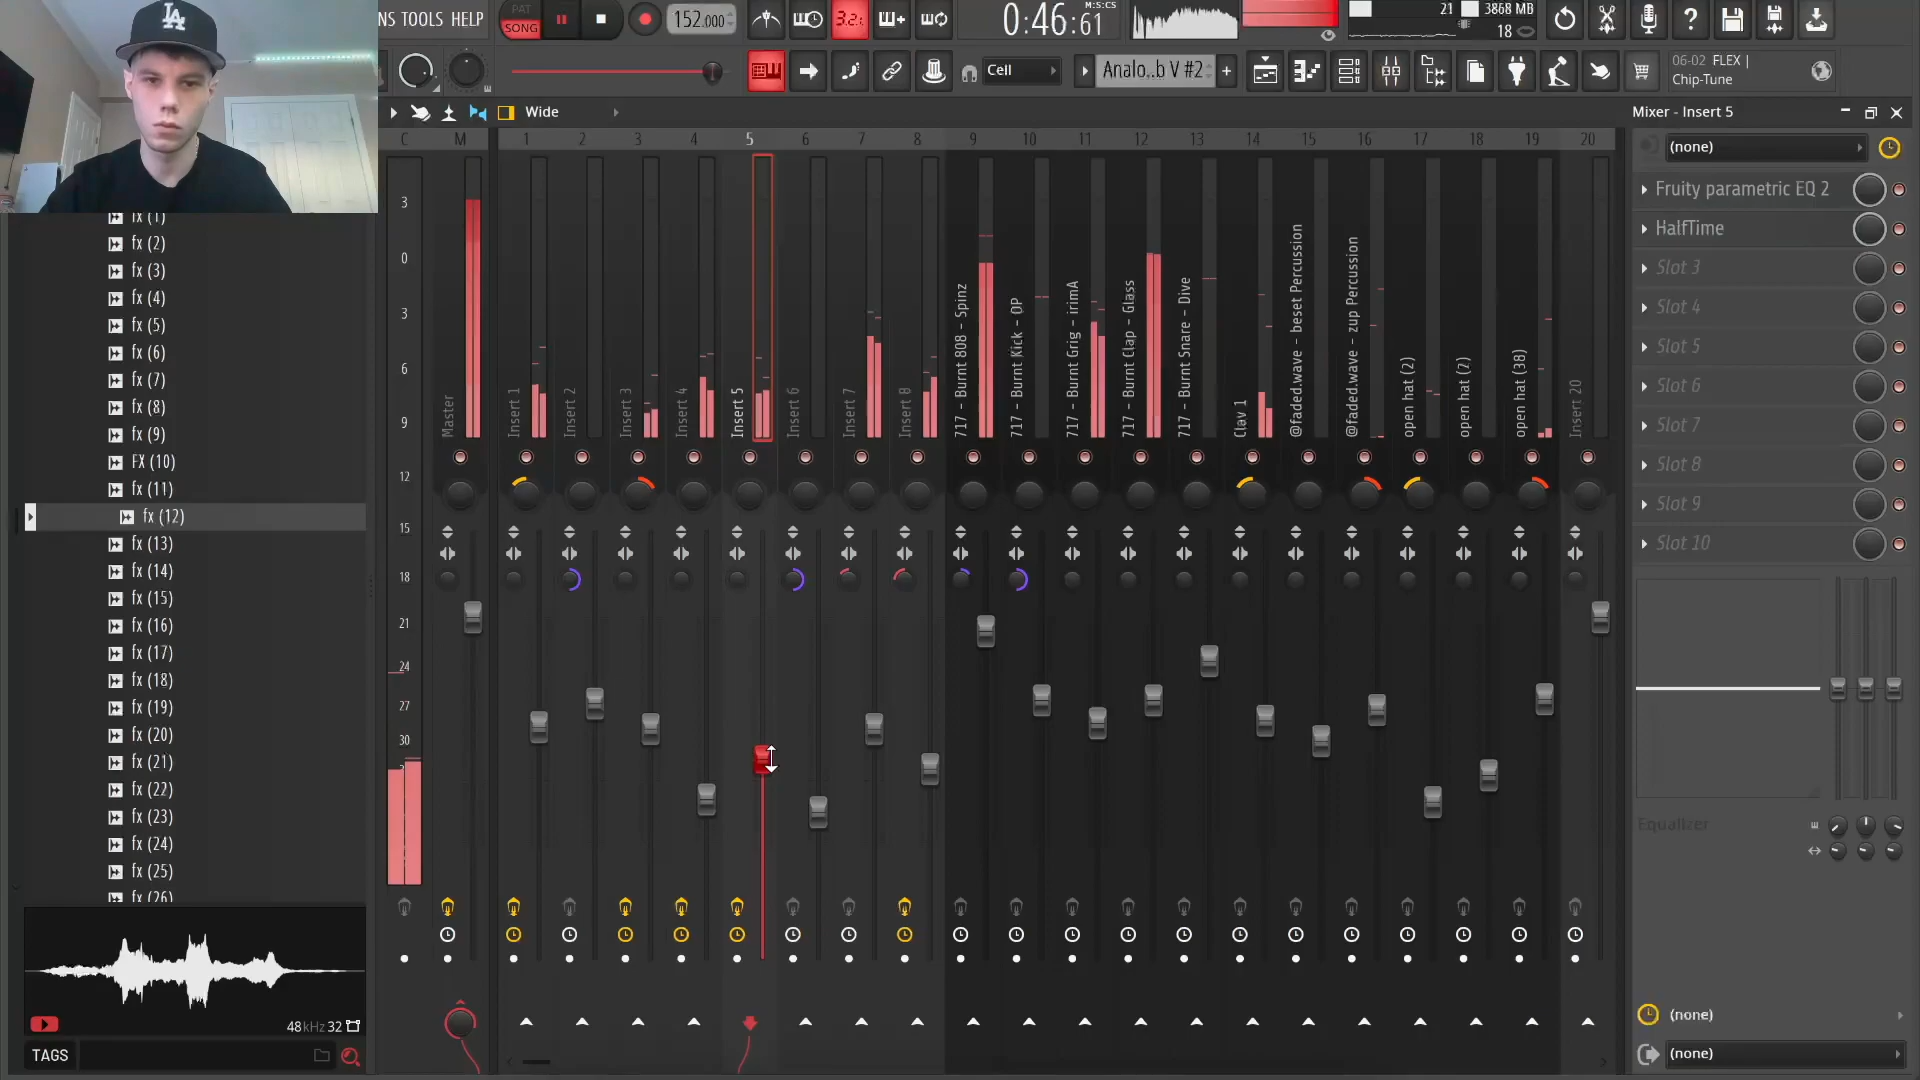 LA
NS TOOLS HELP
PAT
SONG
152.000
3.2.
0:46:61
M:S:CS
21
3868 MB
18
Cell
Analo..b V #2
06-02 FLEX |
Chip-Tune
Wide
Mixer - Insert 5
C M 1 2 3 4 5 6 7 8 9 10 11 12 13 14 15 16 17 18 19 20
(none)
Fruity parametric EQ 2
HalfTime
Slot 3
Slot 4
Slot 5
Slot 6
Slot 7
Slot 8
Slot 9
Slot 10
Equalizer
(none)
(none)
3
0
3
6
9
12
15
18
21
24
27
30
Master
Insert 1
Insert 2
Insert 3
Insert 4
Insert 5
Insert 6
Insert 7
Insert 8
717 - Burnt 808 - Spinz
717 - Burnt Kick - OP
717 - Burnt Grig - irimA
717 - Burnt Clap - Glass
717 - Burnt Snare - Dive
Clav 1
@faded.wave - beset Percussion
@faded.wave - zup Percussion
open hat (2)
open hat (7)
open hat (38)
Insert 20
fx (1)
fx (2)
fx (3)
fx (4)
fx (5)
fx (6)
fx (7)
fx (8)
fx (9)
FX (10)
fx (11)
fx (12)
fx (13)
fx (14)
fx (15)
fx (16)
fx (17)
fx (18)
fx (19)
fx (20)
fx (21)
fx (22)
fx (23)
fx (24)
fx (25)
fx (26)
48kHz 32
TAGS